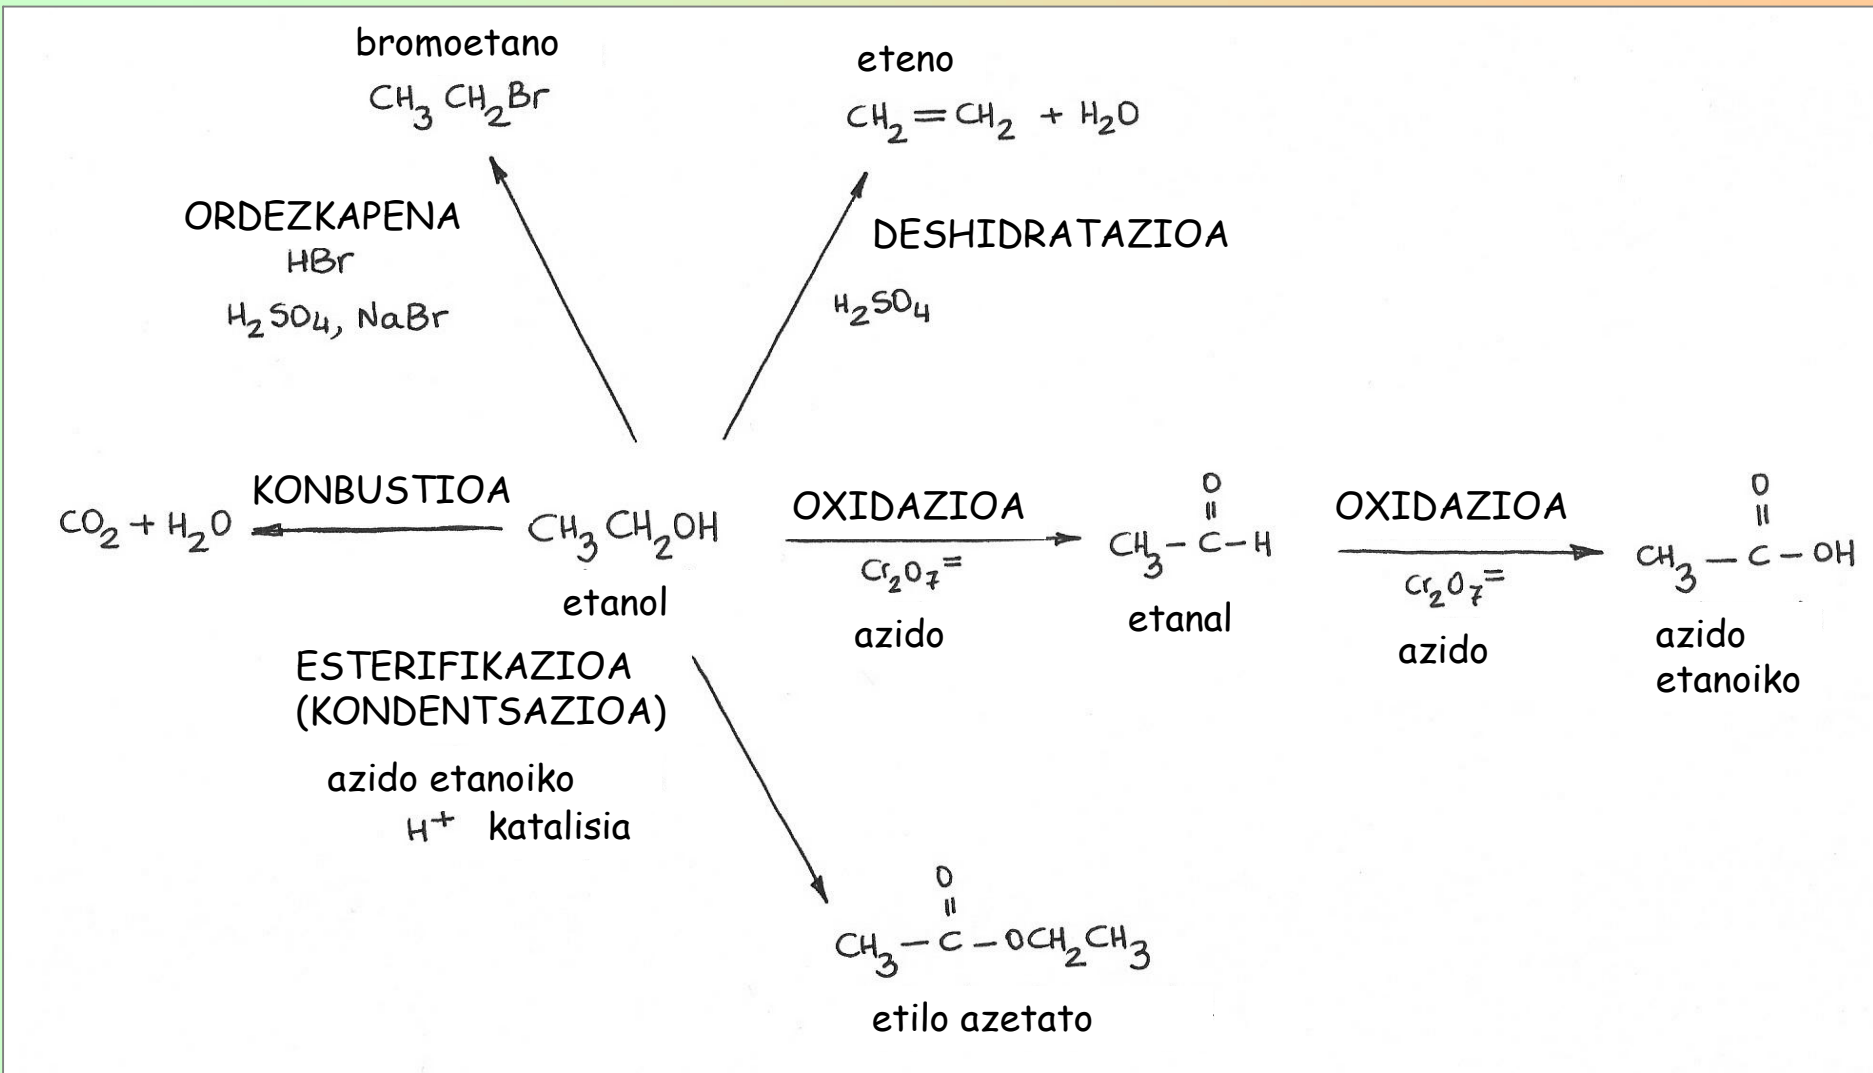 bromoetano
CH3 CH2Br
eteno
CH2=CH2 + H2O
ORDEZKAPENA
HBr
H2SO4, NaBr
DESHIDRATAZIOA
H2SO4
CO2 + H2O
KONBUSTIOA
CH3 CH2OH
etanol
OXIDAZIOA
Cr2O7=
azido
O
=
CH3 – C – H
etanal
OXIDAZIOA
Cr2O7=
azido
O
=
CH3 – C – OH
azido
etanoiko
ESTERIFIKAZIOA
(KONDENTSAZIOA)
azido etanoiko
H+ katalisia
O
=
CH3 – C – OCH2CH3
etilo azetato